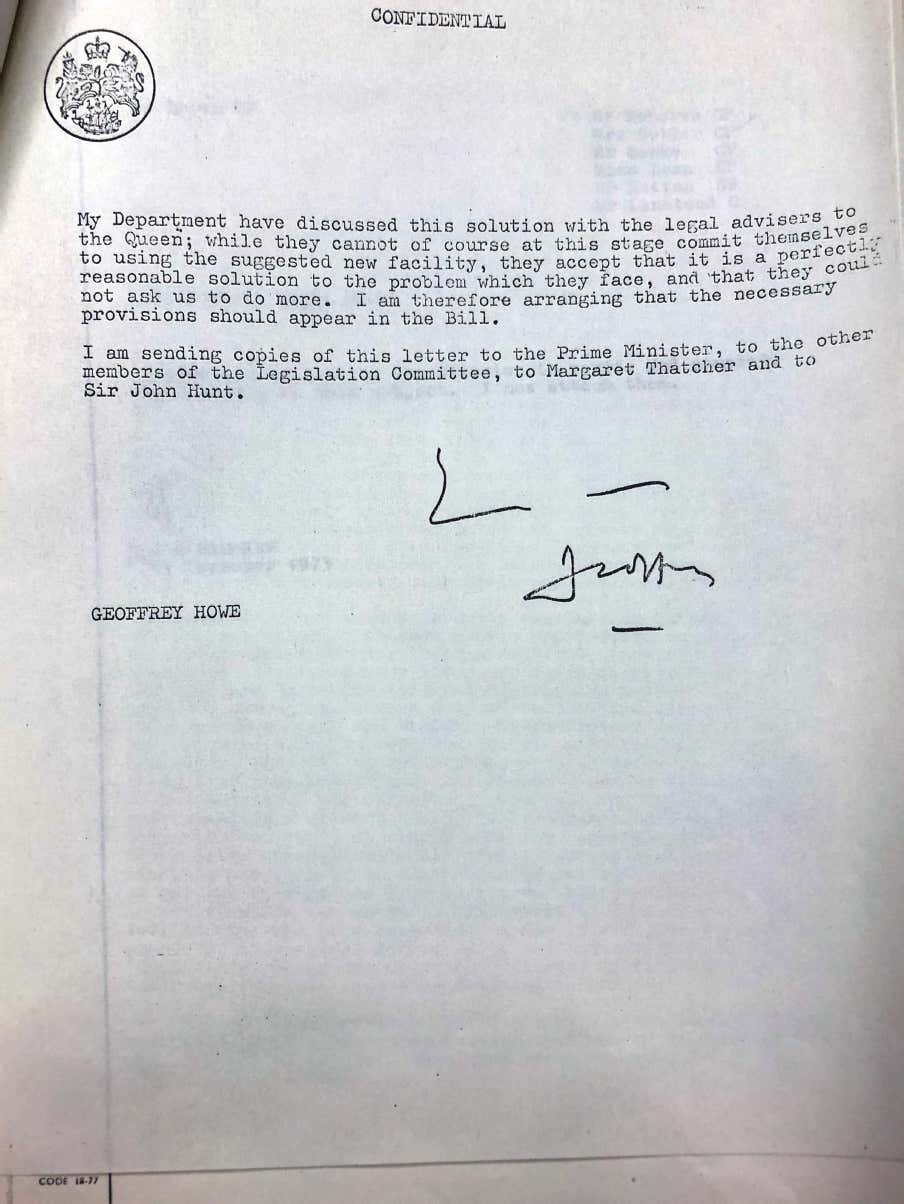 CONFIDENTIAL
My Department have discussed this solution with the legal advisers to
the Queen; while they cannot of course at this stage commit themselves
to using the suggested new facility, they accept that it is a perfectly
reasonable solution to the problem which they face, and that they could
not ask us to do more. I am therefore arranging that the necessary
provisions should appear in the Bill.
I am sending copies of this letter to the Prime Minister, to the other
members of the Legislation Committee, to Margaret Thatcher and to
Sir John Hunt.
Geoffrey
GEOFFREY HOWE
CODE 18-77